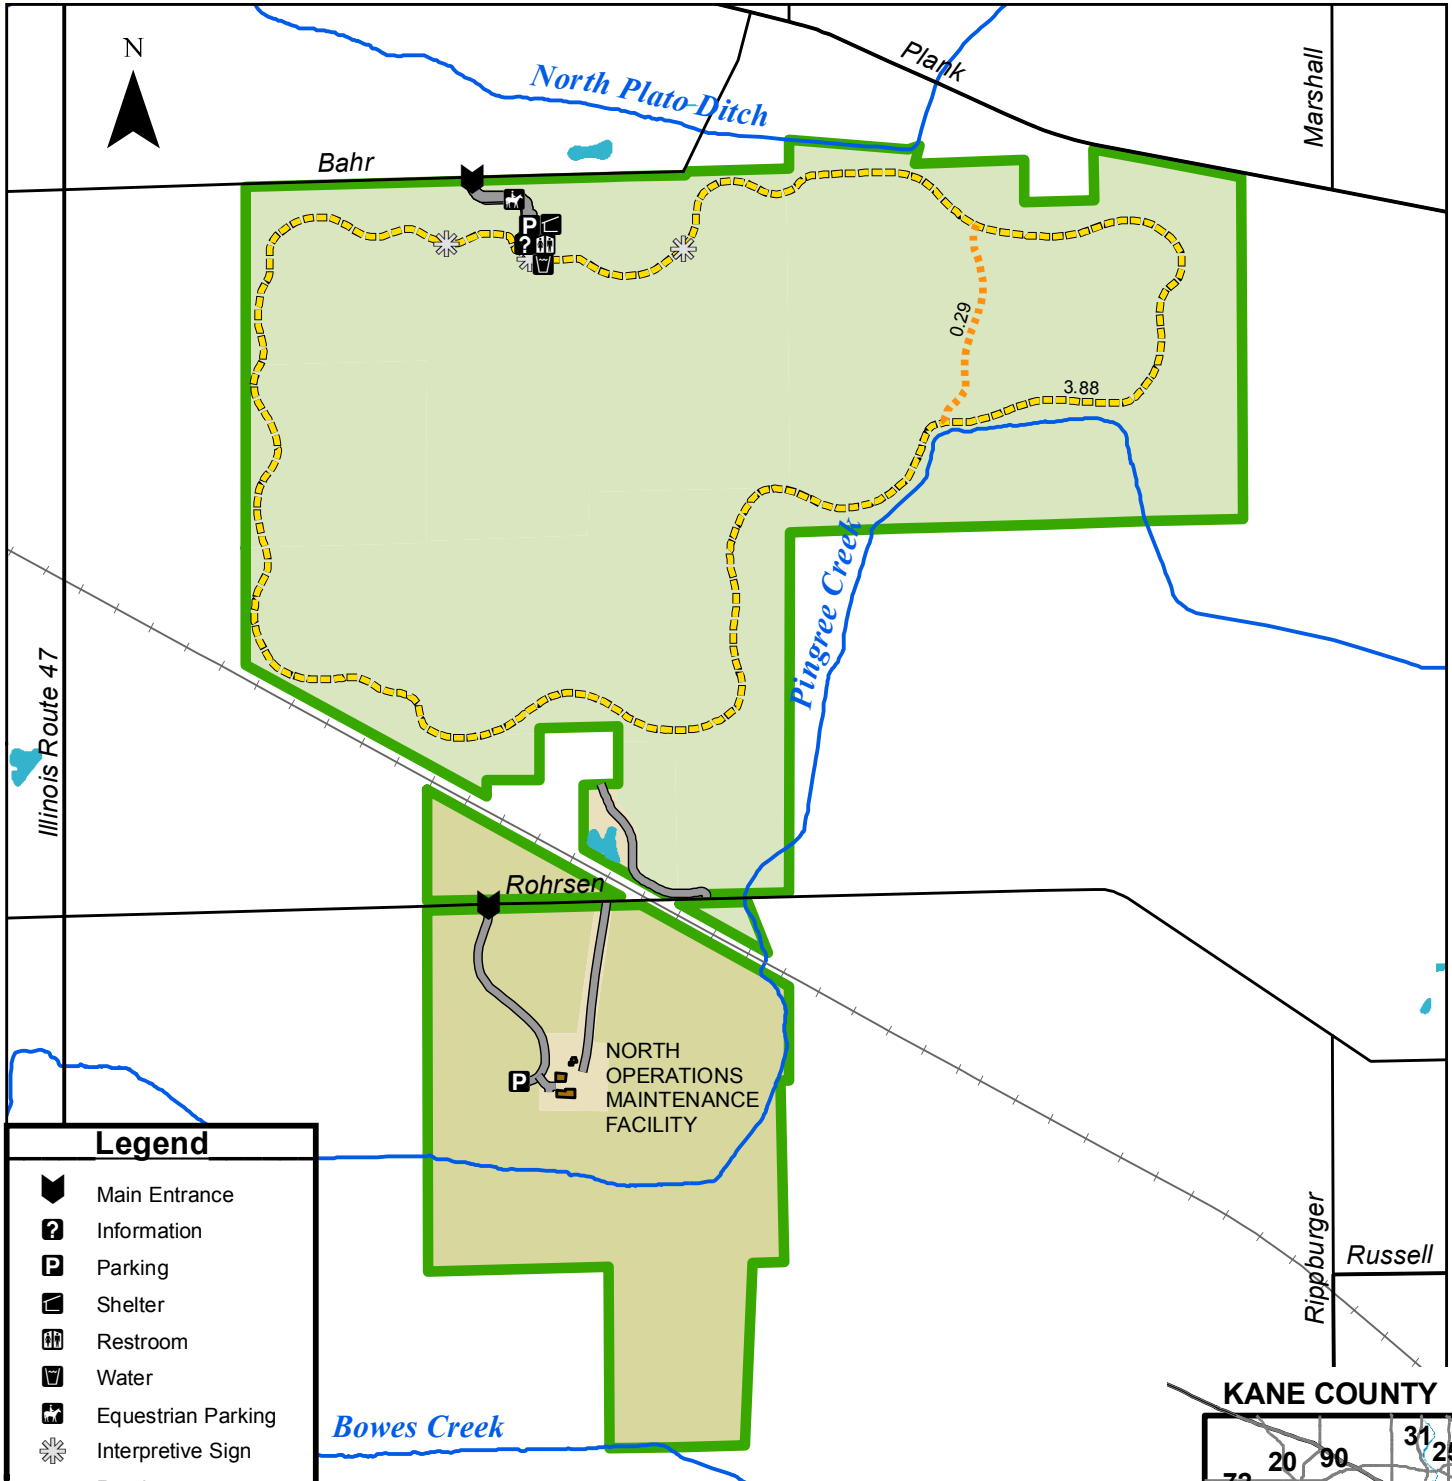 N
North Plato Ditch
Plank
Marshall
Bahr
P
?
0.29
3.88
Pingree Creek
Illinois Route 47
Rohrsen
NORTH
OPERATIONS
MAINTENANCE
FACILITY
P
Legend
Main Entrance
? Information
P Parking
Shelter
Restroom
Water
Equestrian Parking
Interpretive Sign
Bowes Creek
Rippburger
Russell
KANE COUNTY
31
20 90